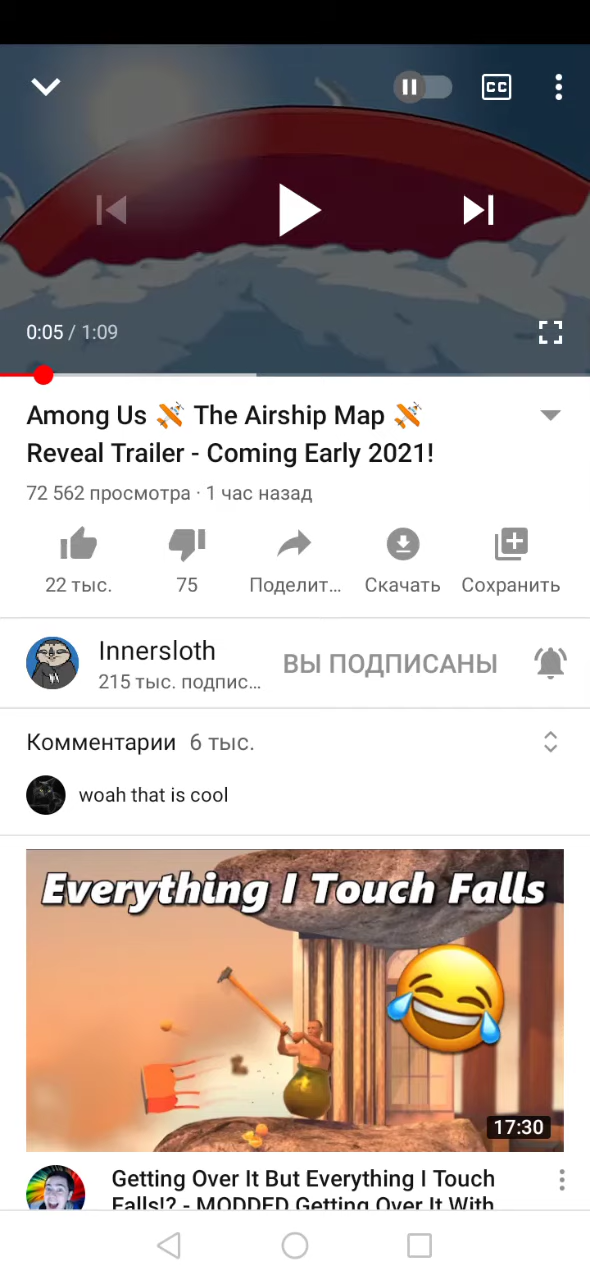 CC
0:05 / 1:09
Among Us The Airship Map
Reveal Trailer - Coming Early 2021!
72 562 просмотра · 1 час назад
22 тыс.
75
Поделит...
Скачать
Сохранить
Innersloth
215 тыс. подпис...
ВЫ ПОДПИСАНЫ
Комментарии 6 тыс.
woah that is cool
Everything I Touch Falls
17:30
Getting Over It But Everything I Touch
Falls!? - MODDED Getting Over It With